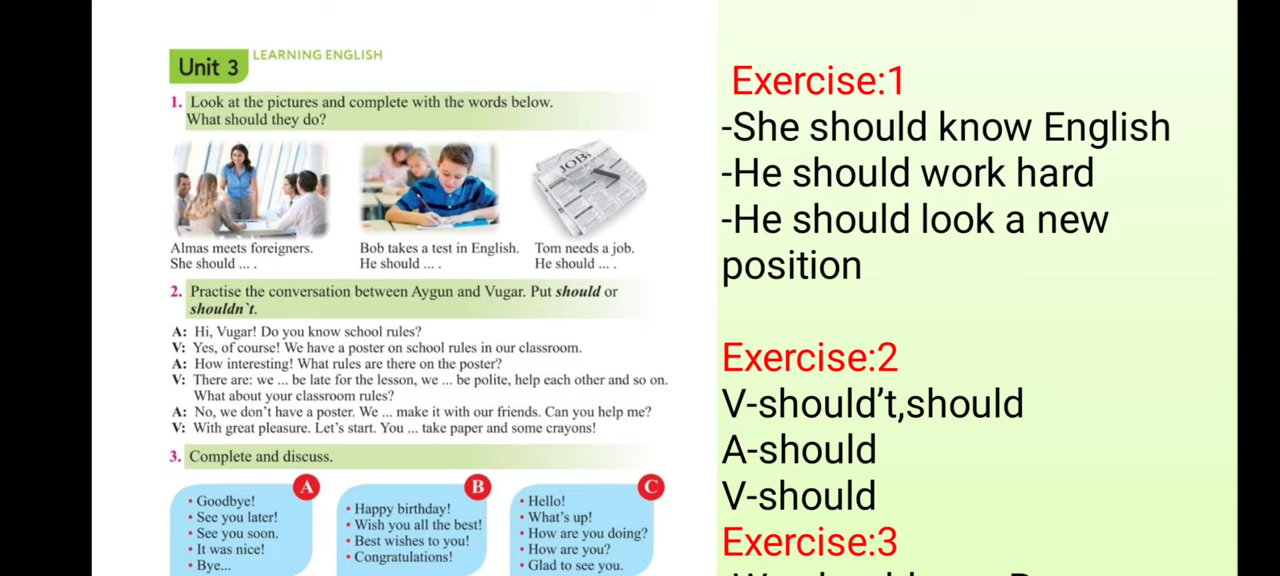 Unit 3
LEARNING ENGLISH
1. Look at the pictures and complete with the words below.
What should they do?
JOBS
Almas meets foreigners.
She should ... .
Bob takes a test in English.
He should ... .
Tom needs a job.
He should ... .
2. Practise the conversation between Aygun and Vugar. Put should or
shouldn`t.
A: Hi, Vugar! Do you know school rules?
V: Yes, of course! We have a poster on school rules in our classroom.
A: How interesting! What rules are there on the poster?
V: There are: we ... be late for the lesson, we ... be polite, help each other and so on.
What about your classroom rules?
A: No, we don't have a poster. We ... make it with our friends. Can you help me?
V: With great pleasure. Let's start. You ... take paper and some crayons!
3. Complete and discuss.
A
• Goodbye!
• See you later!
• See you soon.
• It was nice!
• Bye...
B
• Happy birthday!
• Wish you all the best!
• Best wishes to you!
• Congratulations!
C
• Hello!
• What's up!
• How are you doing?
• How are you?
• Glad to see you.
Exercise:1
-She should know English
-He should work hard
-He should look a new
position
Exercise:2
V-should't,should
A-should
V-should
Exercise:3